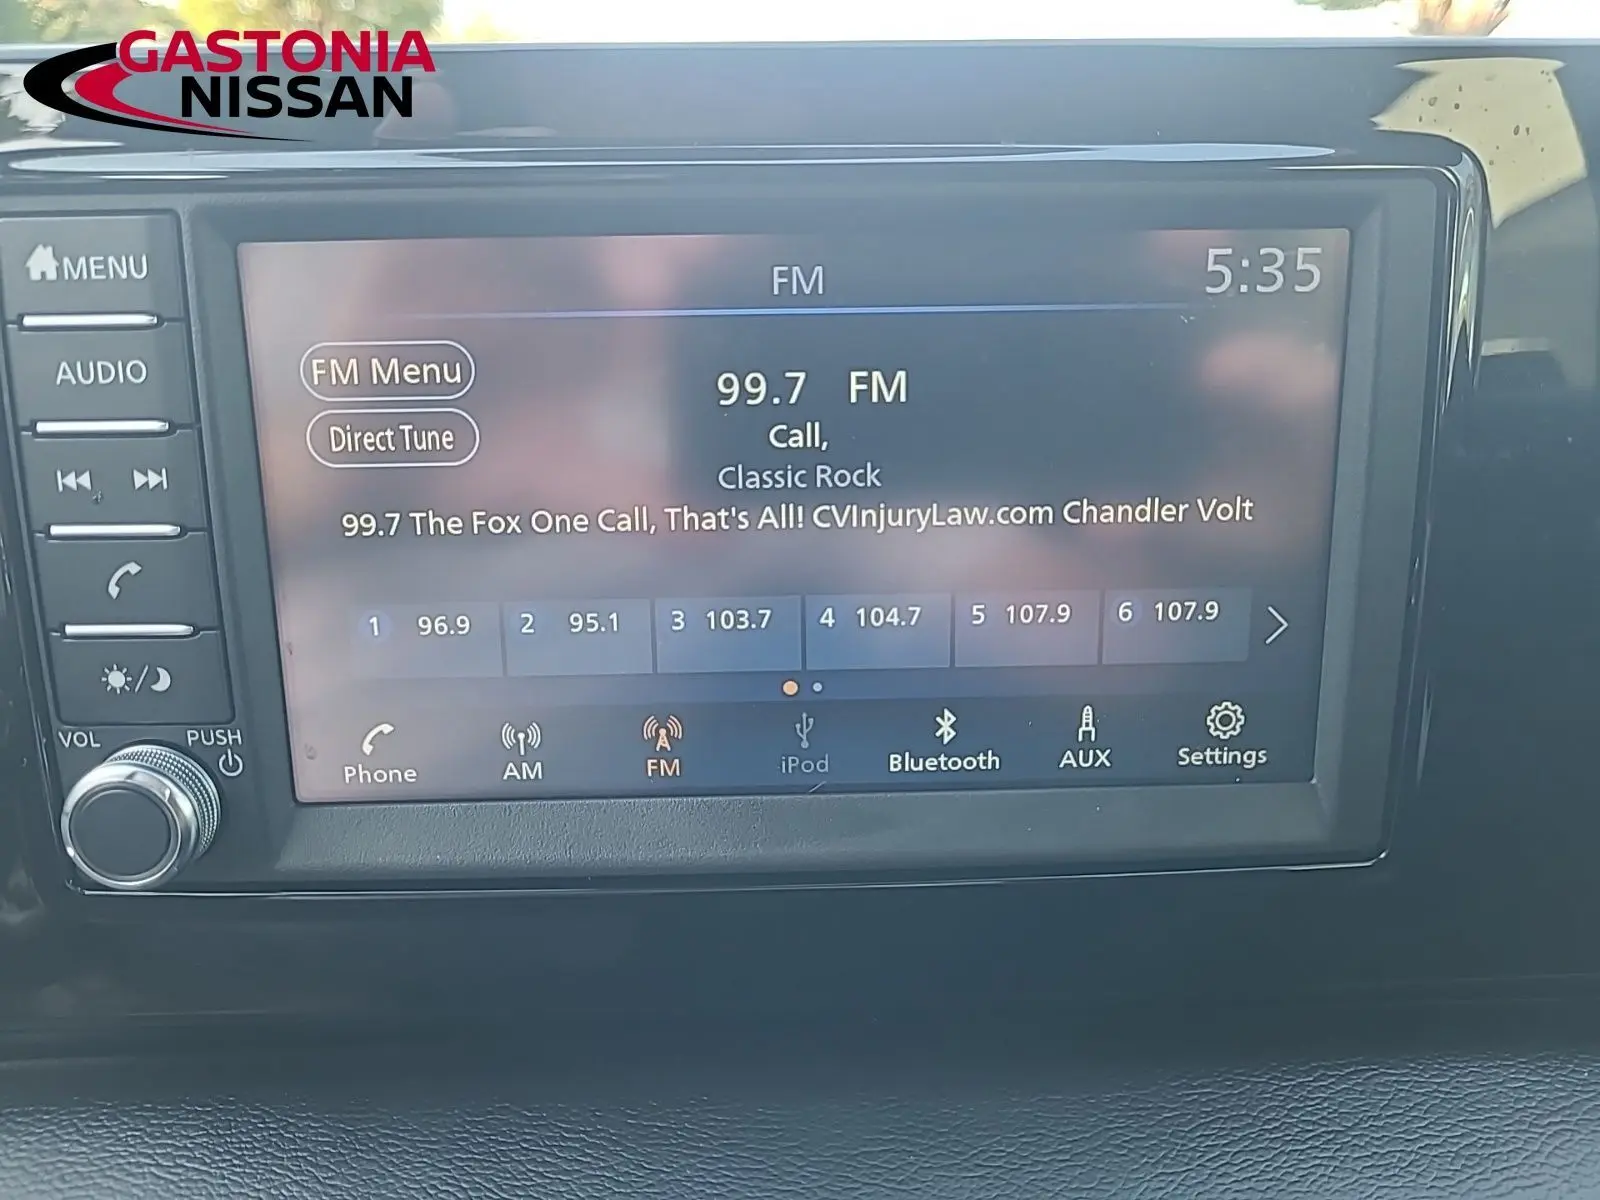 GASTONIA
NISSAN
MENU
AUDIO
VOL
PUSH
FM
5:35
FM Menu
Direct Tune
99.7 FM
Call,
Classic Rock
99.7 The Fox One Call, That's All! CVInjuryLaw.com Chandler Volt
1 96.9 2 95.1 3 103.7 4 104.7 5 107.9 6 107.9
Phone AM FM iPod Bluetooth AUX Settings